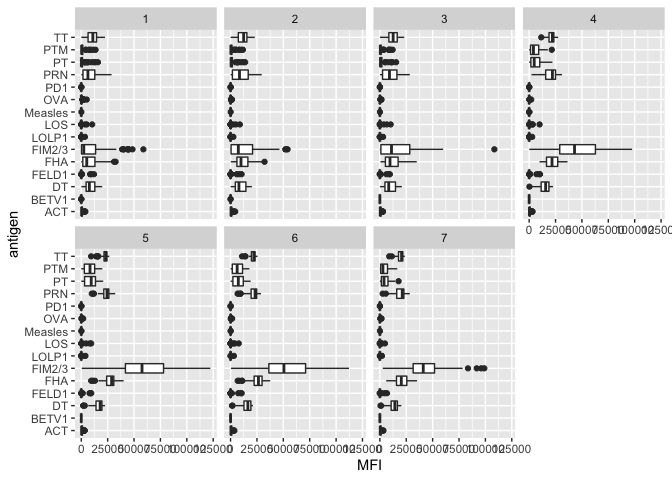 1 2 3 4
TT
PTM
PT
PRN
PD1
OVA
Measles
LOS
LOLP1
FIM2/3
FHA
FELD1
DT
BETV1
ACT
0 25000 50000 75000 100000 125000
5 6 7
TT
PTM
PT
PRN
PD1
OVA
Measles
LOS
LOLP1
FIM2/3
FHA
FELD1
DT
BETV1
ACT
0 25000 50000 75000 100000 125000 0 25000 50000 75000 100000 125000 0 25000 50000 75000 100000 125000
MFI
antigen